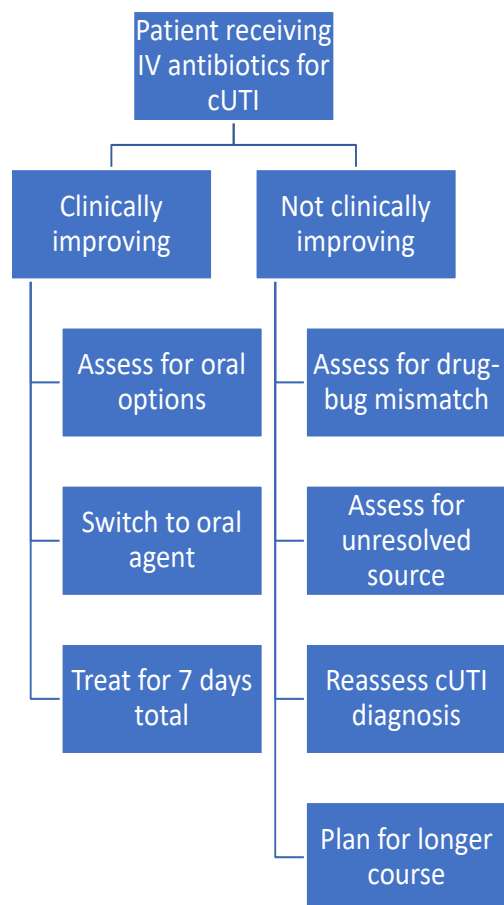 Patient receiving
IV antibiotics for
cUTI
Clinically
improving
Not clinically
improving
Assess for oral
options
Assess for drug-
bug mismatch
Switch to oral
agent
Assess for
unresolved
source
Treat for 7 days
total
Reassess cUTI
diagnosis
Plan for longer
course